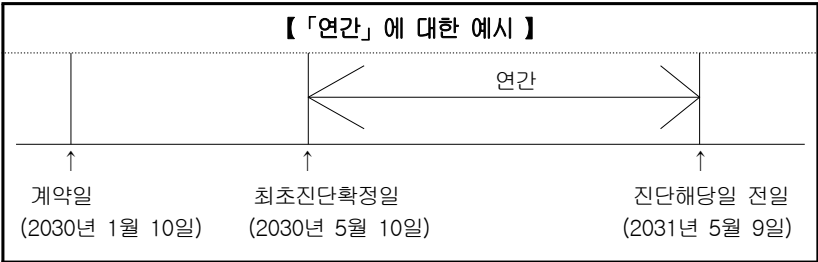 【「연간」에 대한 예시 】
연간
↑ ↑ ↑
계약일 최초진단확정일 진단해당일 전일
(2030년 1월 10일) (2030년 5월 10일) (2031년 5월 9일)